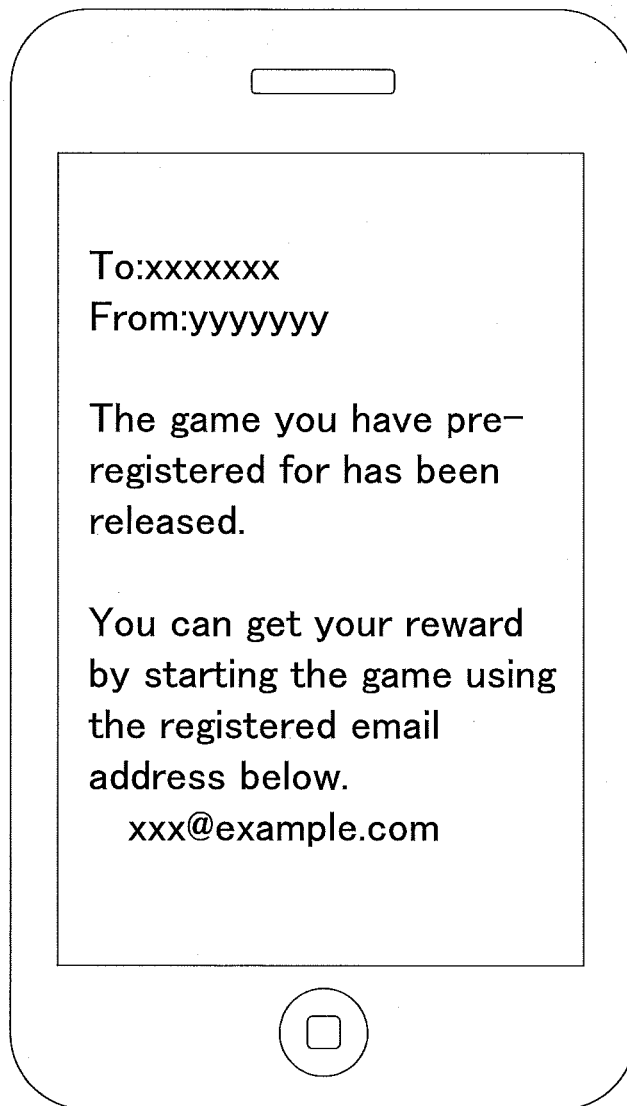 To:xxxxxxx
From:yyyyyyy
The game you have pre-
registered for has been
released.
You can get your reward
by starting the game using
the registered email
address below.
xxx@example.com